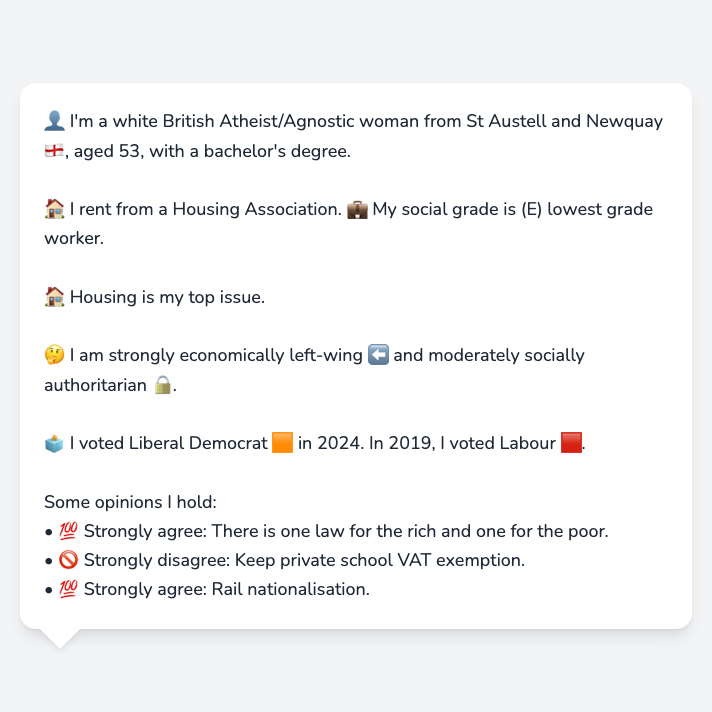 👤 I'm a white British Atheist/Agnostic woman from St Austell and Newquay
🏴󠁧󠁢󠁥󠁮󠁧󠁿, aged 53, with a bachelor's degree.
🏠 I rent from a Housing Association. 💼 My social grade is (E) lowest grade
worker.
🏠 Housing is my top issue.
🤔 I am strongly economically left-wing ⬅️ and moderately socially
authoritarian 🔒.
🗳️ I voted Liberal Democrat 🟧 in 2024. In 2019, I voted Labour 🟥.
Some opinions I hold:
• 💯 Strongly agree: There is one law for the rich and one for the poor.
• 🚫 Strongly disagree: Keep private school VAT exemption.
• 💯 Strongly agree: Rail nationalisation.